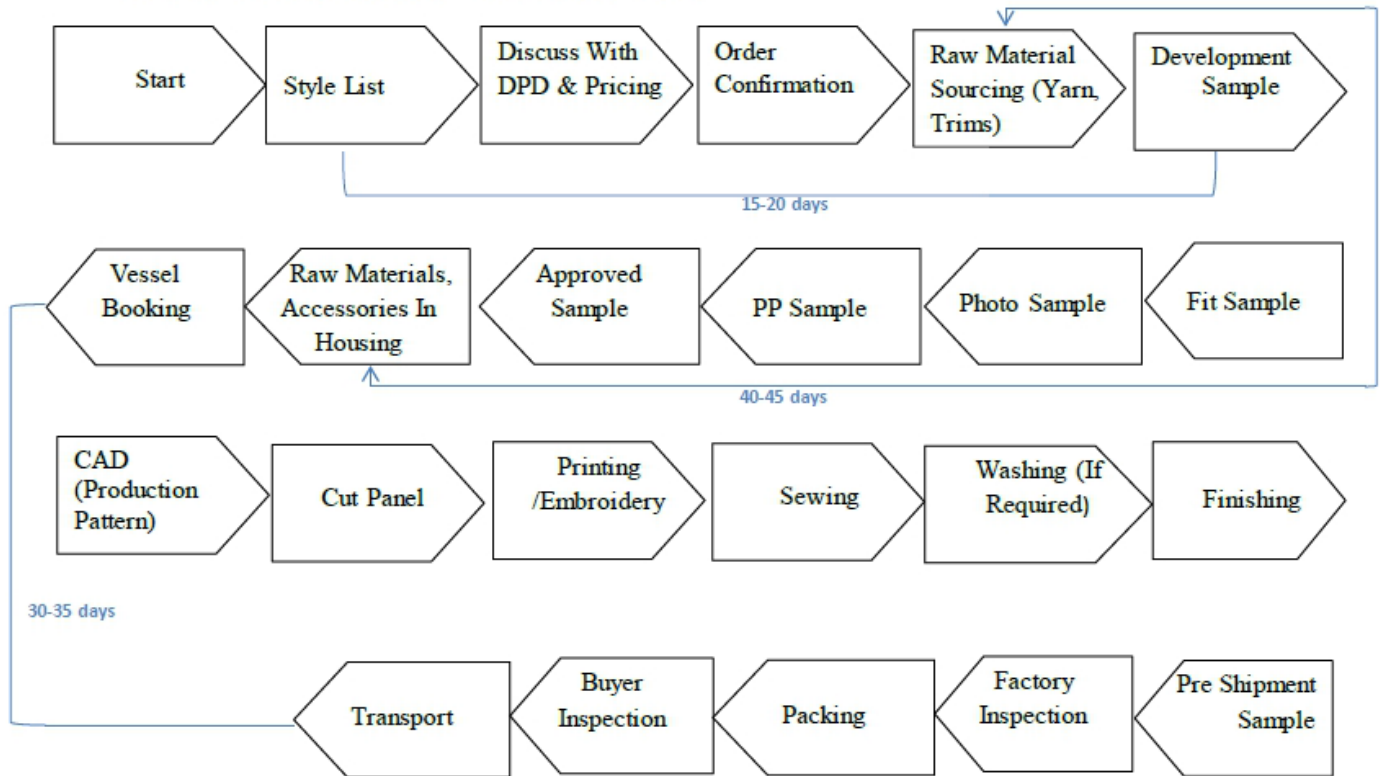 Start
Style List
Discuss With
DPD & Pricing
Order
Confirmation
Raw Material
Sourcing (Yarn,
Trims)
Development
Sample
15-20 days
Fit Sample
Photo Sample
PP Sample
Approved
Sample
Raw Materials,
Accessories In
Housing
Vessel
Booking
40-45 days
CAD
(Production
Pattern)
Cut Panel
Printing
/Embroidery
Sewing
Washing (If
Required)
Finishing
30-35 days
Pre Shipment
Sample
Factory
Inspection
Packing
Buyer
Inspection
Transport